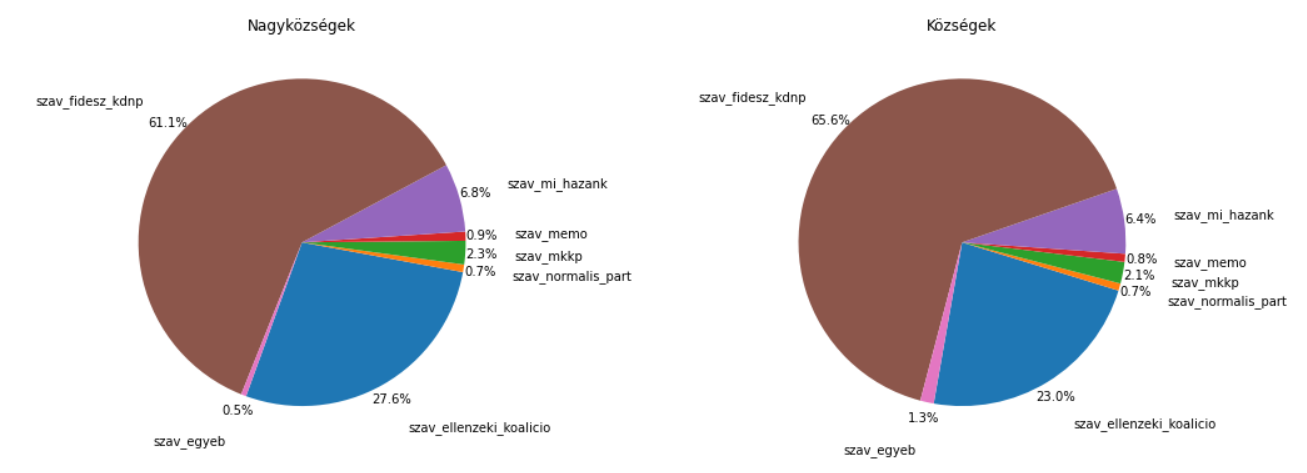 Nagyközségek
szav_fidesz_kdnp
61.1%
6.8%
szav_mi_hazank
0.9%
szav_memo
2.3%
szav_mkkp
0.7%
szav_normalis_part
27.6%
szav_ellenzeki_koalicio
0.5%
szav_egyeb
Községek
szav_fidesz_kdnp
65.6%
6.4%
szav_mi_hazank
0.8%
szav_memo
2.1%
szav_mkkp
0.7%
szav_normalis_part
23.0%
szav_ellenzeki_koalicio
1.3%
szav_egyeb